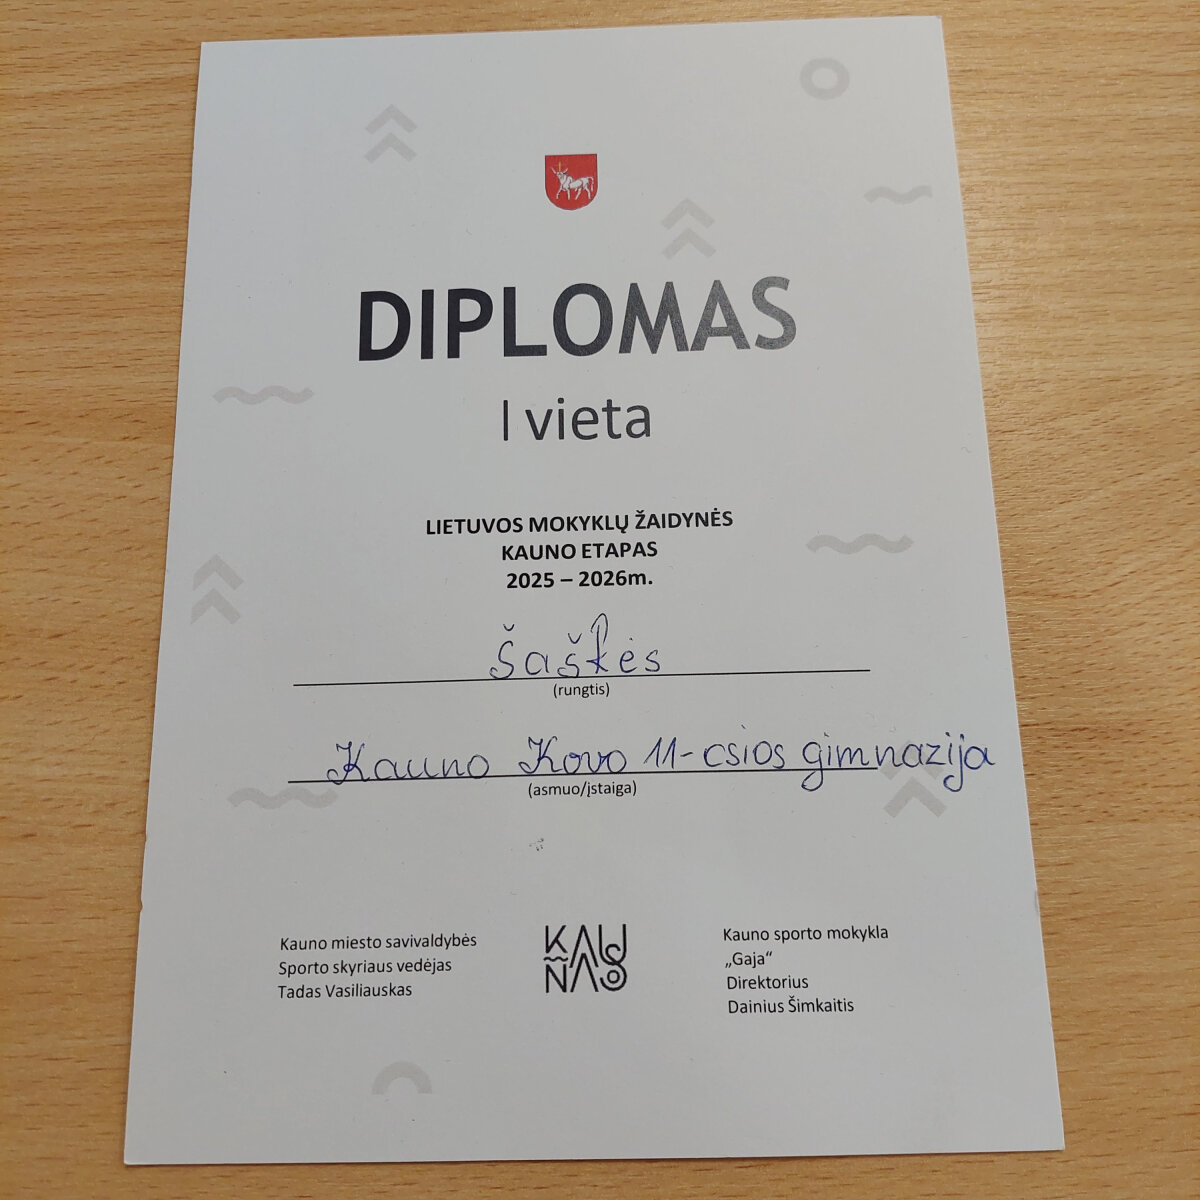 DIPLOMAS
I vieta
LIETUVOS MOKYKLŲ ŽAIDYNĖS
KAUNO ETAPAS
2025 – 2026m.
Šaškės
(rungtis)
Kauno Kovo 11-osios gimnazija
(asmuo/įstaiga)
Kauno miesto savivaldybės
Sporto skyriaus vedėjas
Tadas Vasiliauskas
KAUNAS
Kauno sporto mokykla
„Gaja“
Direktorius
Dainius Šimkaitis